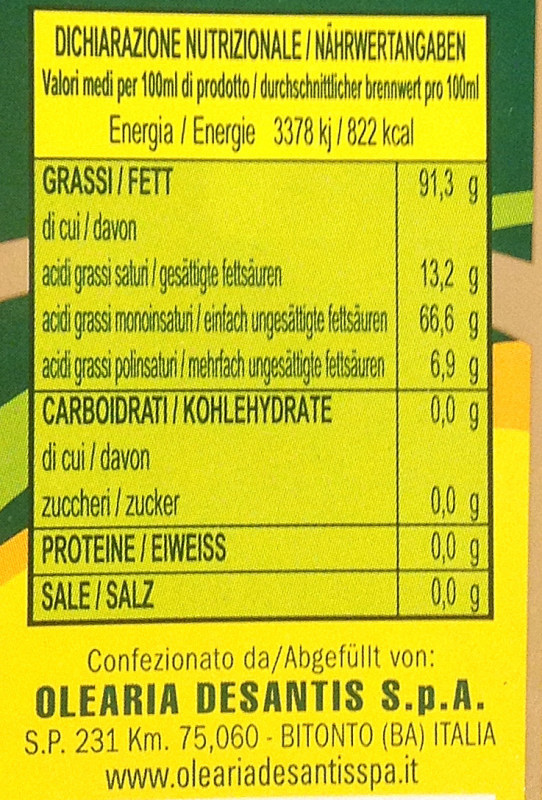 DICHIARAZIONE NUTRIZIONALE / NÄHRWERTANGABEN
Valori medi per 100ml di prodotto / durchschnittlicher brennwert pro 100ml
Energia / Energie 3378 kj / 822 kcal
GRASSI / FETT 91,3 g
di cui / davon
acidi grassi saturi / gesättigte fettsäuren 13,2 g
acidi grassi monoinsaturi / einfach ungesättigte fettsäuren 66,6 g
acidi grassi polinsaturi / mehrfach ungesättigte fettsäuren 6,9 g
CARBOIDRATI / KOHLEHYDRATE 0,0 g
di cui / davon
zuccheri / zucker 0,0 g
PROTEINE / EIWEISS 0,0 g
SALE / SALZ 0,0 g
Confezionato da/Abgefüllt von:
OLEARIA DESANTIS S.p.A.
S.P. 231 Km. 75,060 - BITONTO (BA) ITALIA
www.oleariadesantisspa.it